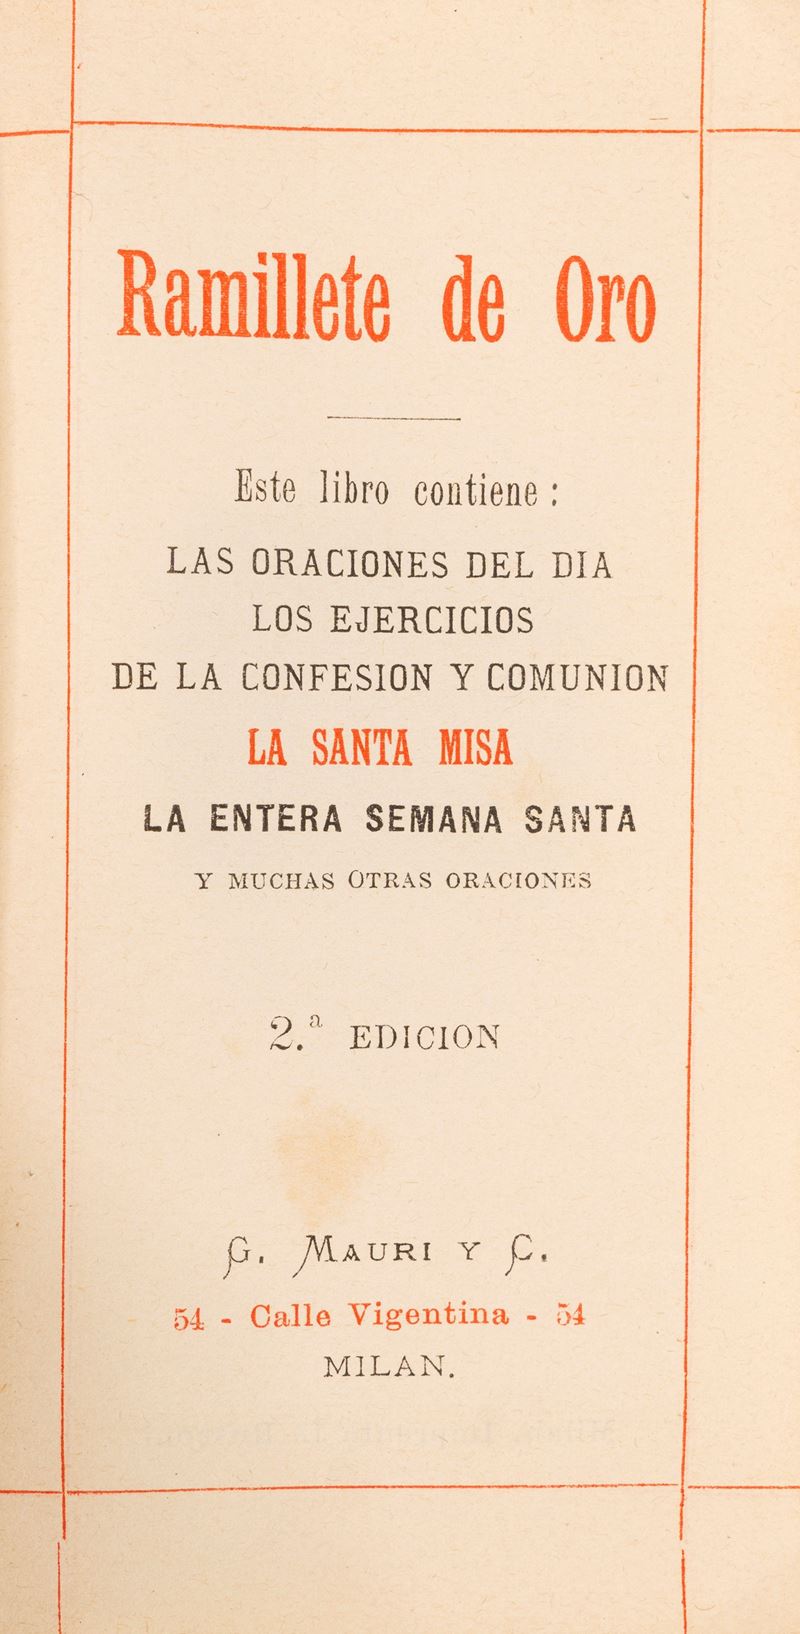 Ramillete de Oro
Este libro contiene :
LAS ORACIONES DEL DIA
LOS EJERCICIOS
DE LA CONFESION Y COMUNION
LA SANTA MISA
LA ENTERA SEMANA SANTA
Y MUCHAS OTRAS ORACIONES
2.ª EDICION
G. MAURI Y C.
54 - Calle Vigentina - 54
MILAN.